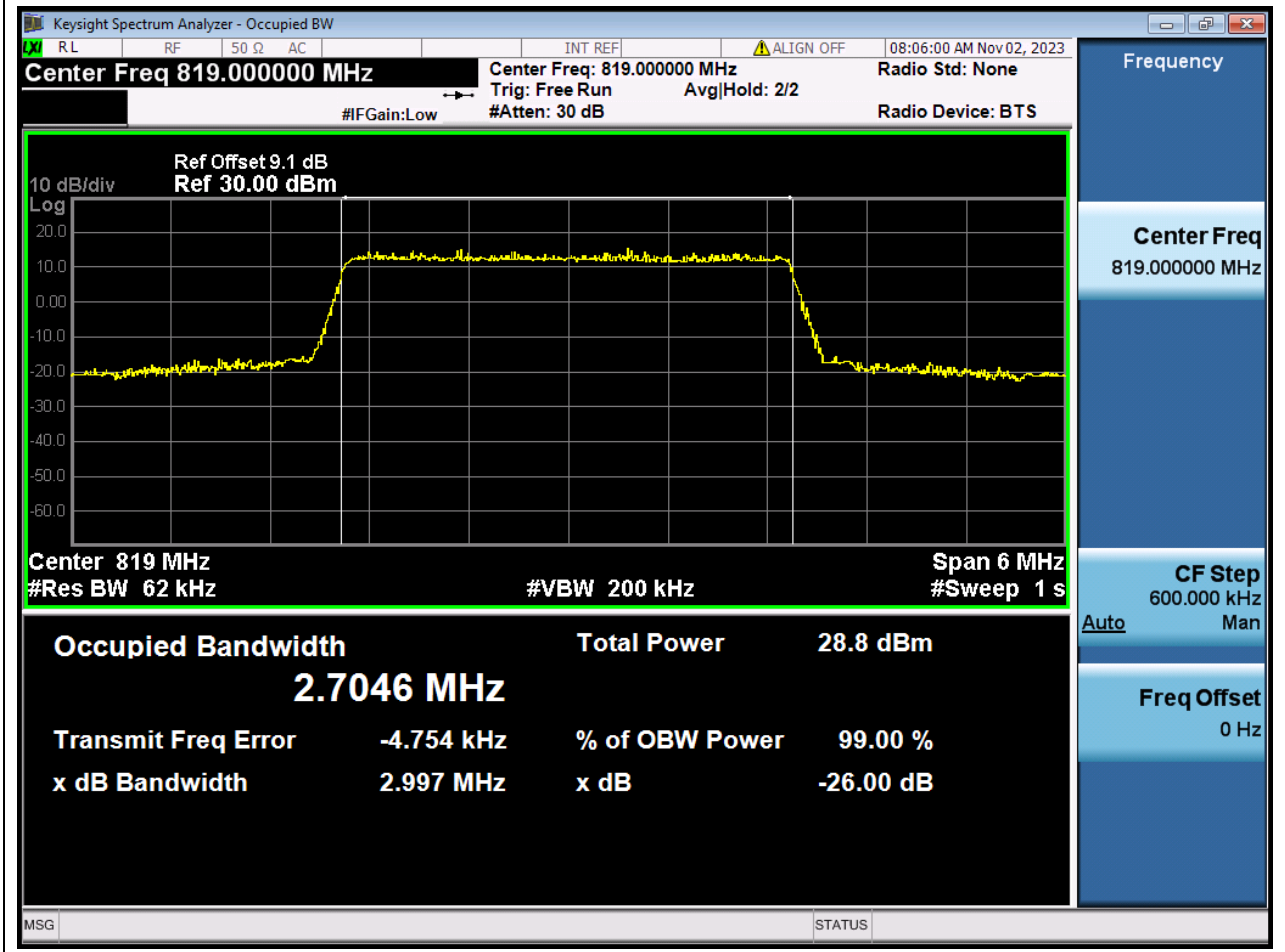 Keysight Spectrum Analyzer - Occupied BW
LXI RL RF 50 Ω AC INT REF ALIGN OFF 08:06:00 AM Nov 02, 2023
Center Freq 819.000000 MHz
Center Freq: 819.000000 MHz Radio Std: None
Trig: Free Run Avg|Hold: 2/2
#IFGain:Low #Atten: 30 dB Radio Device: BTS
Ref Offset 9.1 dB
10 dB/div Ref 30.00 dBm
Log
20.0
10.0
0.00
-10.0
-20.0
-30.0
-40.0
-50.0
-60.0
Center 819 MHz Span 6 MHz
#Res BW 62 kHz #VBW 200 kHz #Sweep 1 s
Occupied Bandwidth Total Power 28.8 dBm
2.7046 MHz
Transmit Freq Error -4.754 kHz % of OBW Power 99.00 %
x dB Bandwidth 2.997 MHz x dB -26.00 dB
MSG STATUS
Frequency
Center Freq
819.000000 MHz
CF Step
600.000 kHz
Auto Man
Freq Offset
0 Hz